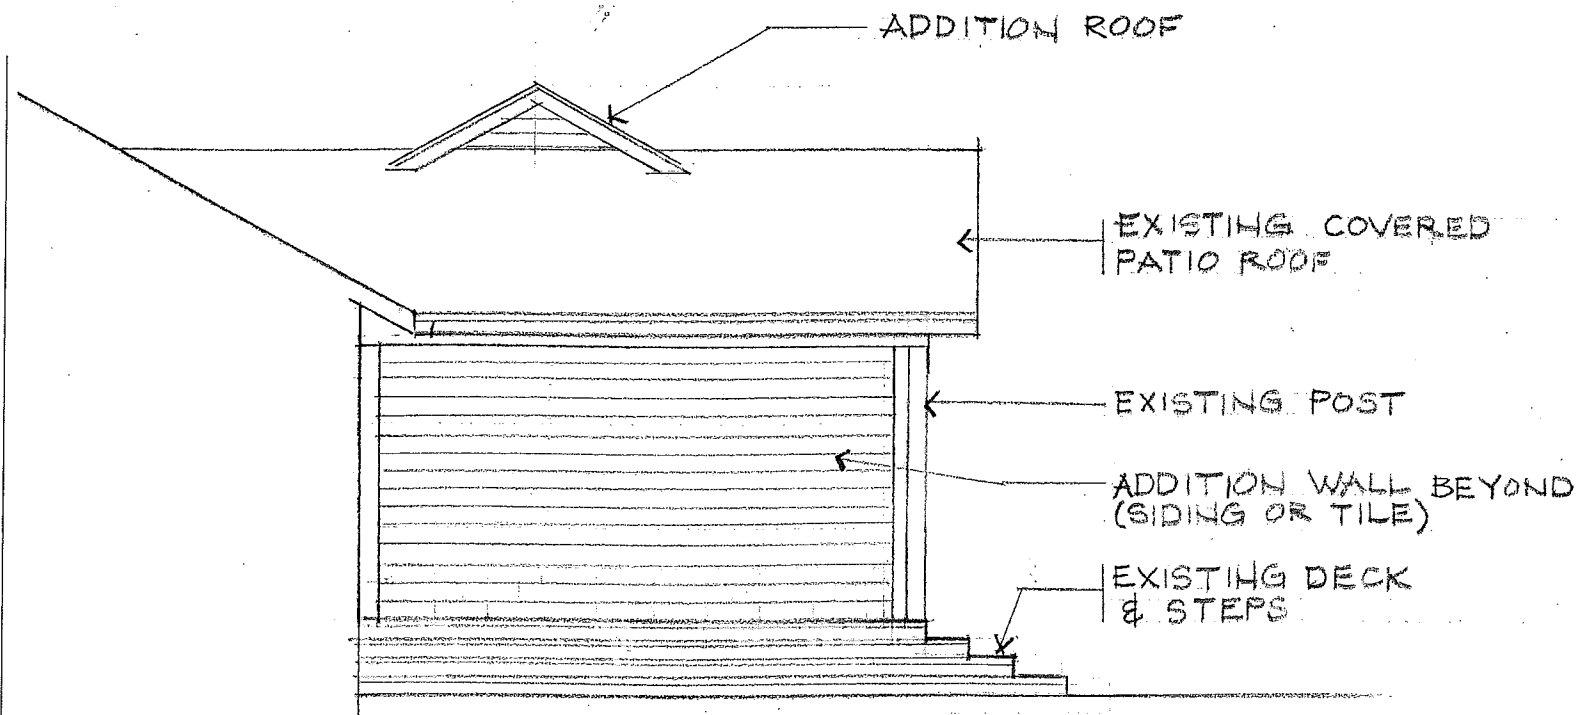 ADDITION ROOF
EXISTING COVERED
PATIO ROOF
EXISTING POST
ADDITION WALL BEYOND
(SIDING OR TILE)
EXISTING DECK
& STEPS